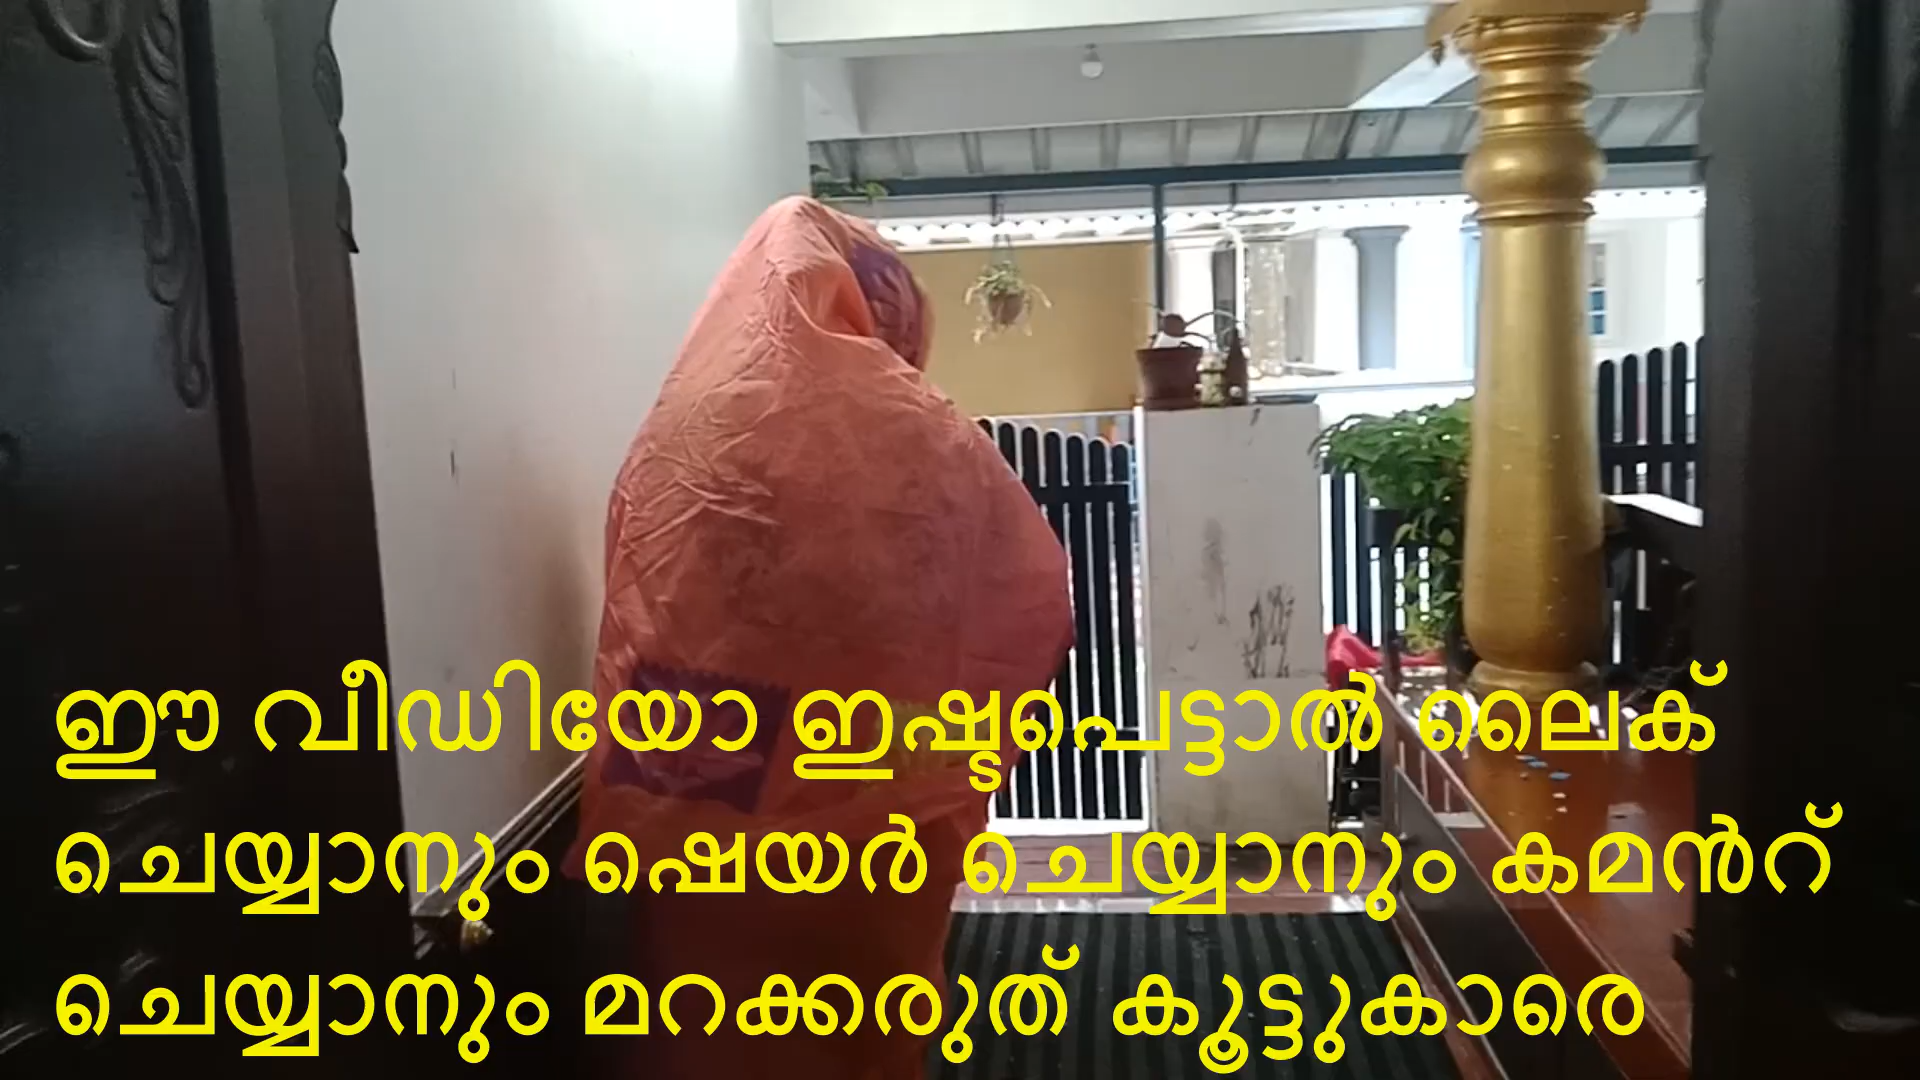 ഈ വീഡിയോ ഇഷ്ടപെട്ടാൽ ലൈക്
ചെയ്യാനും ഷെയർ ചെയ്യാനും കമൻറ്
ചെയ്യാനും മറക്കരുത് കൂട്ടുകാരെ